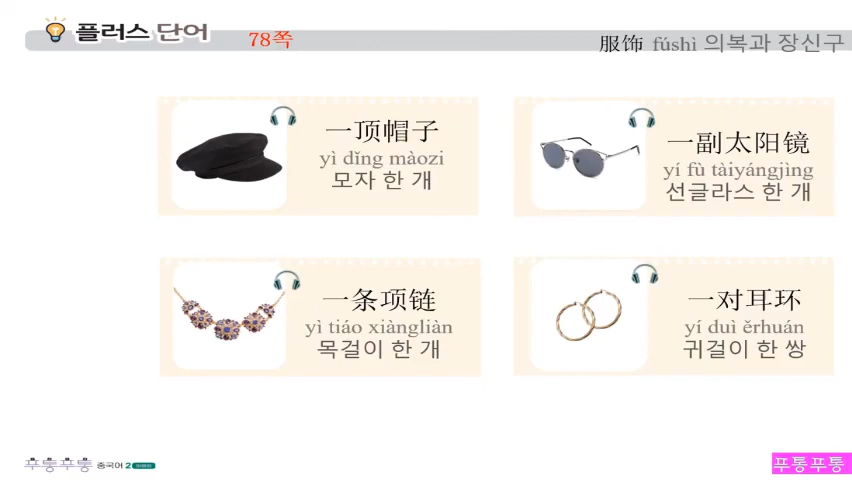 플러스 단어
78쪽
服饰 fúshì 의복과 장신구
一顶帽子
yì dǐng màozi
모자 한 개
一副太阳镜
yí fù tàiyángjìng
선글라스 한 개
一条项链
yì tiáo xiàngliàn
목걸이 한 개
一对耳环
yí duì ěrhuán
귀걸이 한 쌍
푸통푸통 중국어 2
푸통푸통